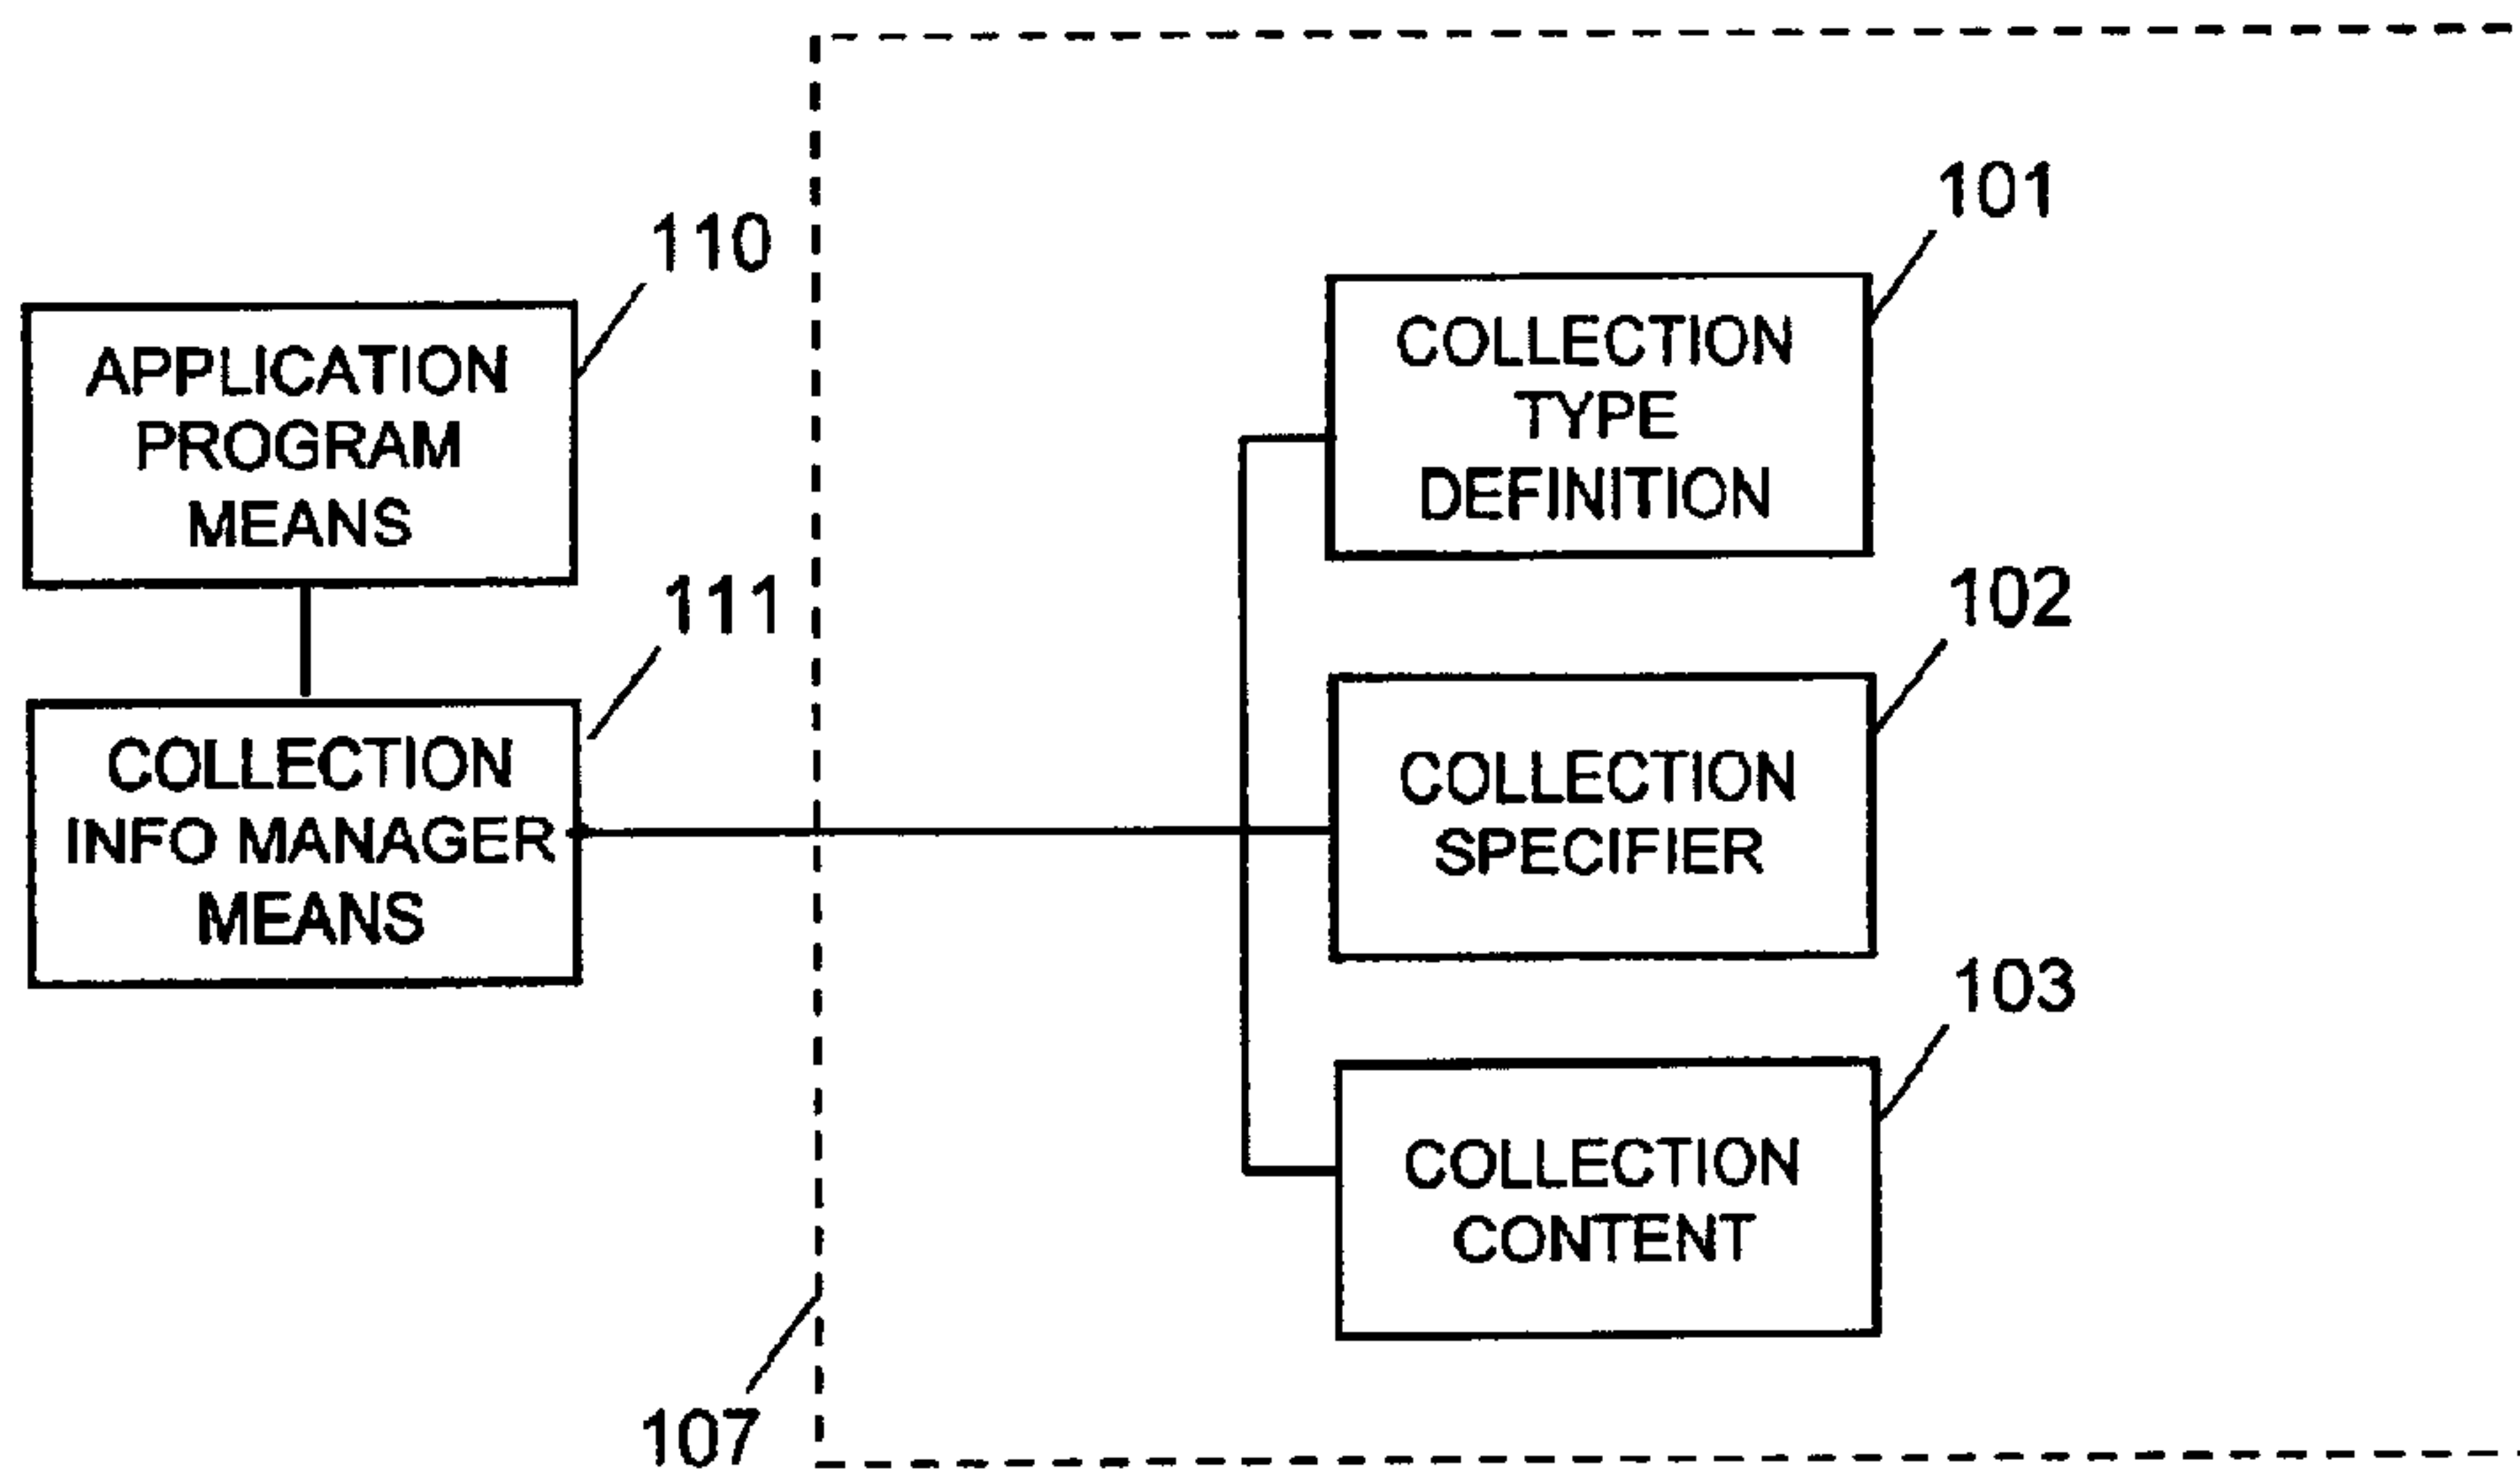 110
APPLICATION
PROGRAM
MEANS
111
COLLECTION
INFO MANAGER
MEANS
101
COLLECTION
TYPE
DEFINITION
102
COLLECTION
SPECIFIER
103
COLLECTION
CONTENT
107